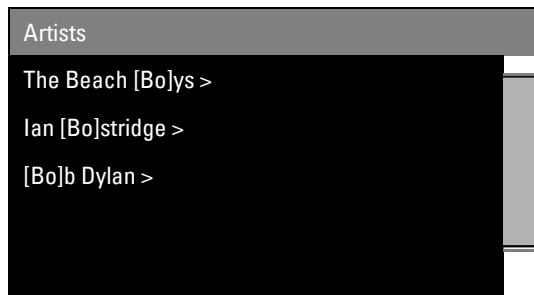 Artists
The Beach [Bo]ys >
Ian [Bo]stridge >
[Bo]b Dylan >